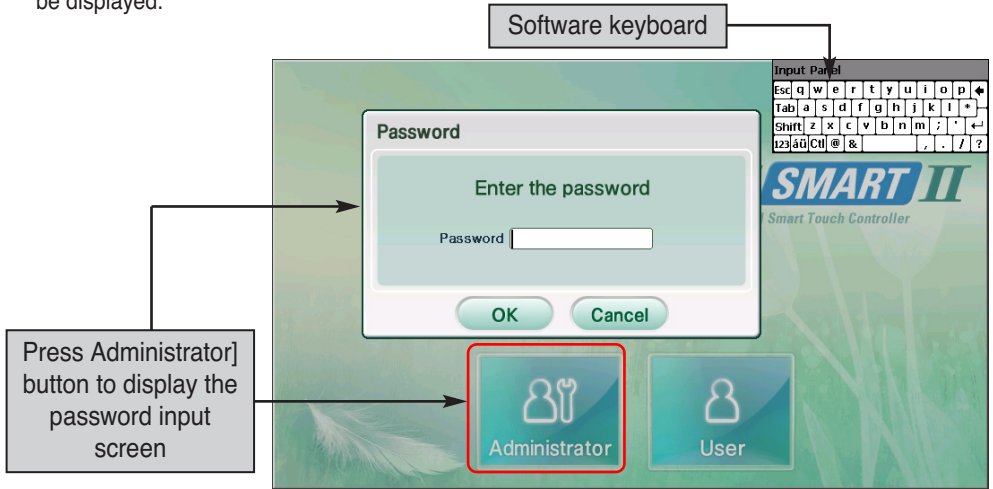 be displayed.
Software keyboard
Input Panel
Esc q w e r t y u i o p
Tab a s d f g h j k l *
Shift z x c v b n m ; '
123 áü Ctl @ & , . / ?
Password
Enter the password
Password
OK Cancel
SMART II
Smart Touch Controller
Press Administrator]
button to display the
password input
screen
Administrator
User